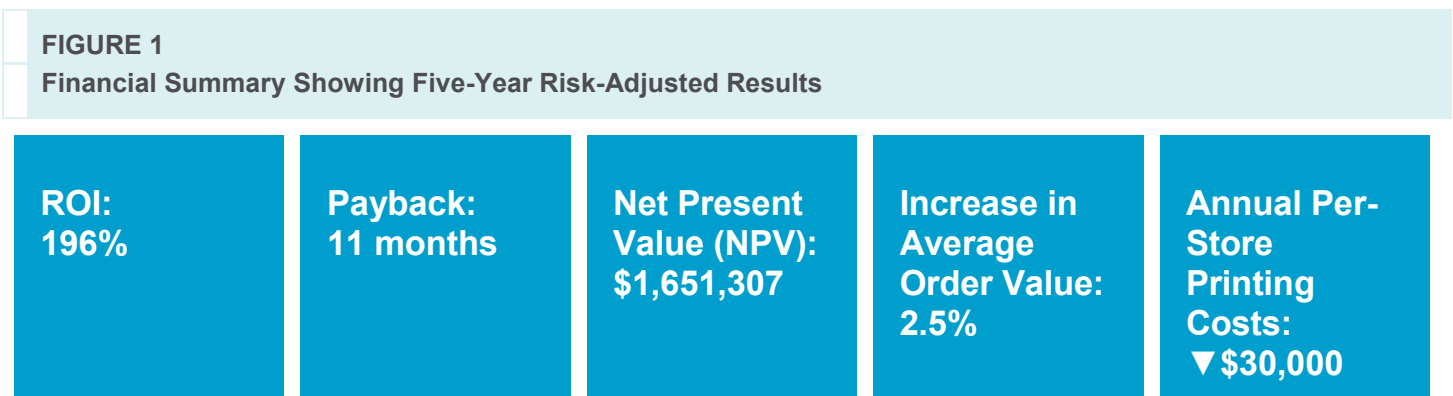 FIGURE 1
Financial Summary Showing Five-Year Risk-Adjusted Results
ROI:
196%
Payback:
11 months
Net Present
Value (NPV):
$1,651,307
Increase in
Average
Order Value:
2.5%
Annual Per-
Store
Printing
Costs:
▼$30,000